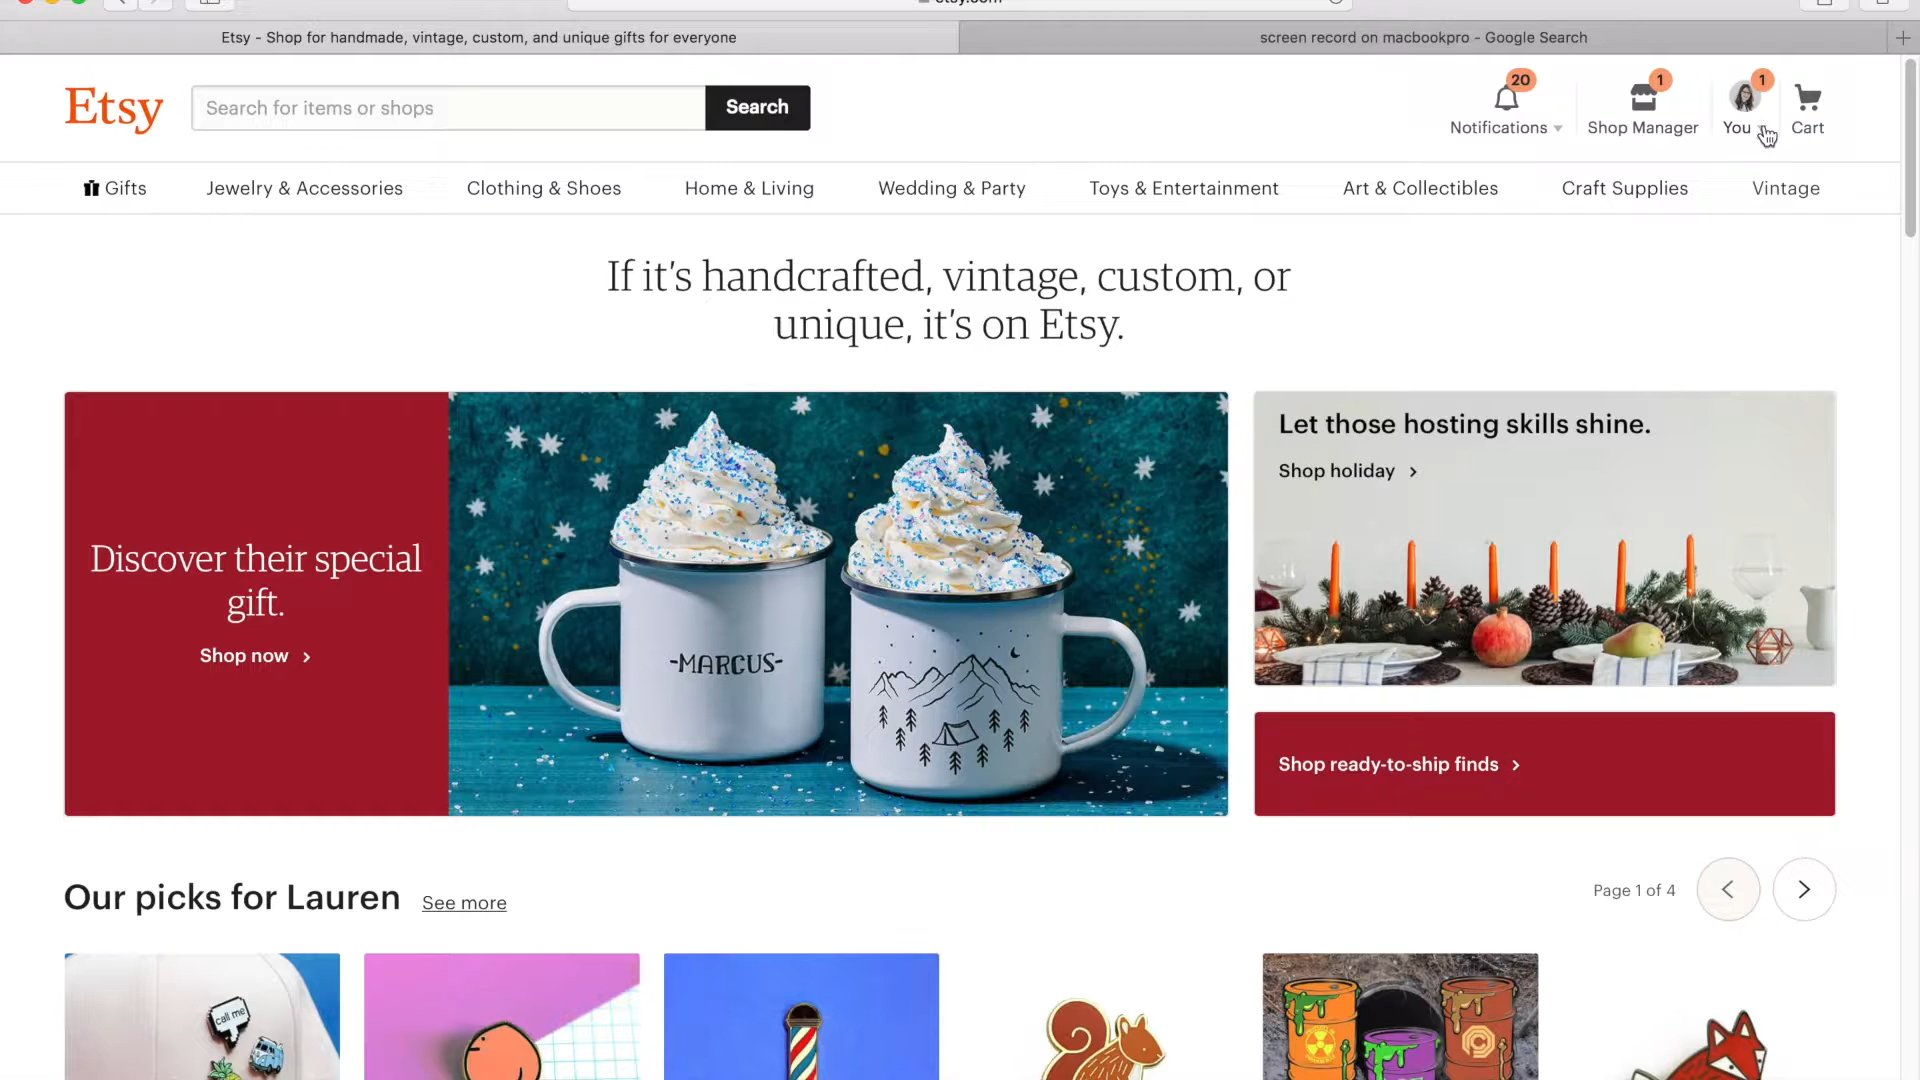 etsy.com
Etsy - Shop for handmade, vintage, custom, and unique gifts for everyone
screen record on macbookpro - Google Search
Etsy
Search for items or shops
Search
20
Notifications
1
Shop Manager
1
You
Cart
Gifts
Jewelry & Accessories
Clothing & Shoes
Home & Living
Wedding & Party
Toys & Entertainment
Art & Collectibles
Craft Supplies
Vintage
If it's handcrafted, vintage, custom, or
unique, it's on Etsy.
Discover their special
gift.
Shop now
-MARCUS-
Let those hosting skills shine.
Shop holiday
Shop ready-to-ship finds
Our picks for Lauren
See more
Page 1 of 4
call me